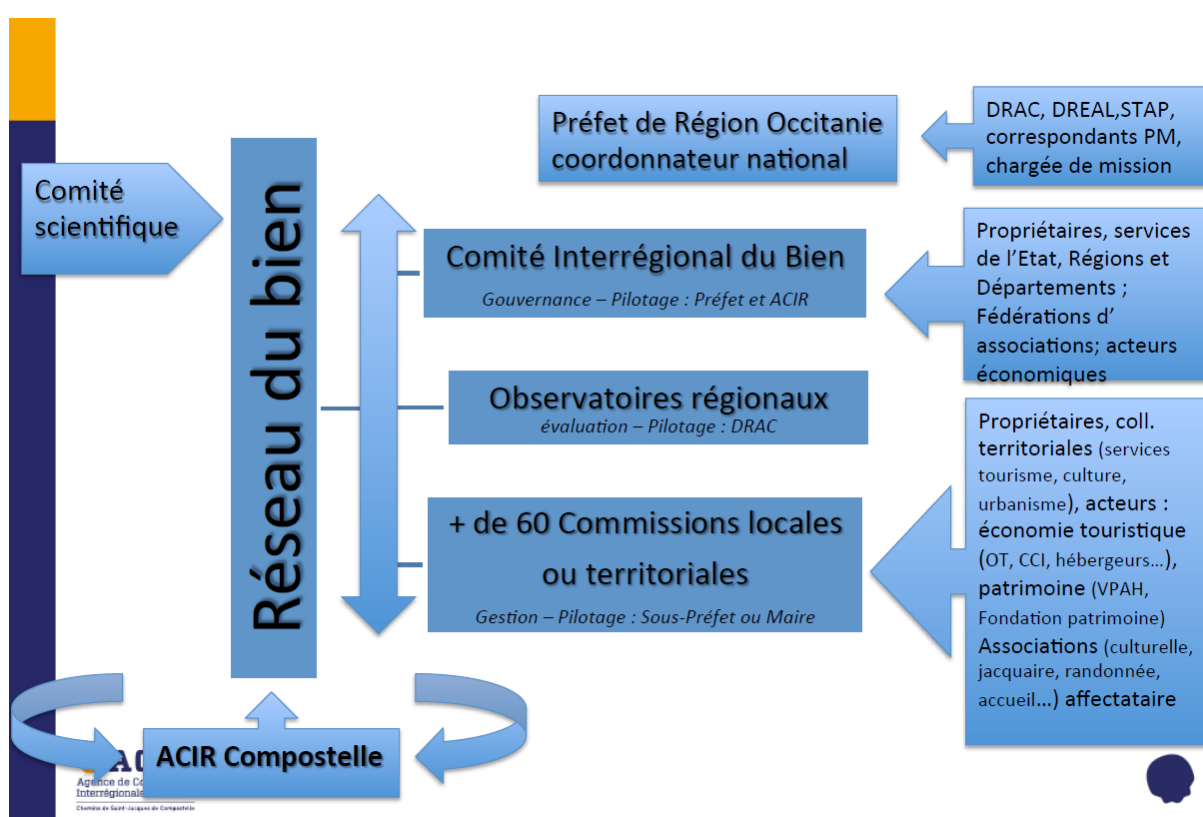 Comité
scientifique
Réseau du bien
Préfet de Région Occitanie
coordonnateur national
DRAC, DREAL,STAP,
correspondants PM,
chargée de mission
Comité Interrégional du Bien
Gouvernance – Pilotage : Préfet et ACIR
Propriétaires, services
de l’Etat, Régions et
Départements ;
Fédérations d’
associations; acteurs
économiques
Observatoires régionaux
évaluation – Pilotage : DRAC
+ de 60 Commissions locales
ou territoriales
Gestion – Pilotage : Sous-Préfet ou Maire
Propriétaires, coll.
territoriales (services
tourisme, culture,
urbanisme), acteurs :
économie touristique
(OT, CCI, hébergeurs...),
patrimoine (VPAH,
Fondation patrimoine)
Associations (culturelle,
jacquaire, randonnée,
accueil...) affectataire
ACIR Compostelle
Agence de
Interrégionale
Chemins de Saint-Jacques de Compostelle